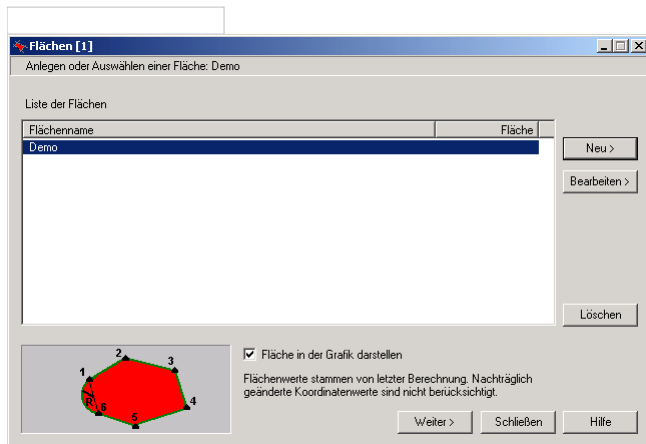 Flächen [1]
Anlegen oder Auswählen einer Fläche: Demo
Liste der Flächen
Flächenname Fläche
Demo
Neu >
Bearbeiten >
Löschen
1 2 3 4 5 6 R
Fläche in der Grafik darstellen
Flächenwerte stammen von letzter Berechnung. Nachträglich
geänderte Koordinatenwerte sind nicht berücksichtigt.
Weiter > Schließen Hilfe